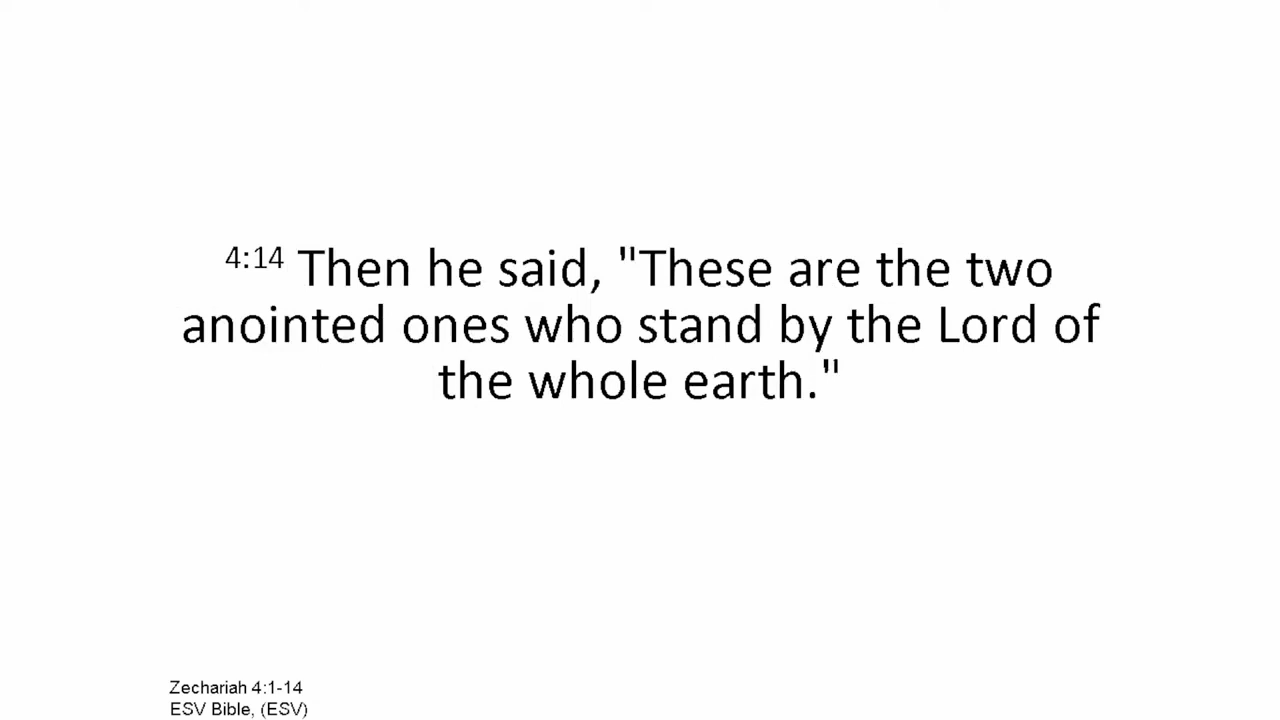 4:14 Then he said, "These are the two
anointed ones who stand by the Lord of
the whole earth."
Zechariah 4:1-14
ESV Bible, (ESV)